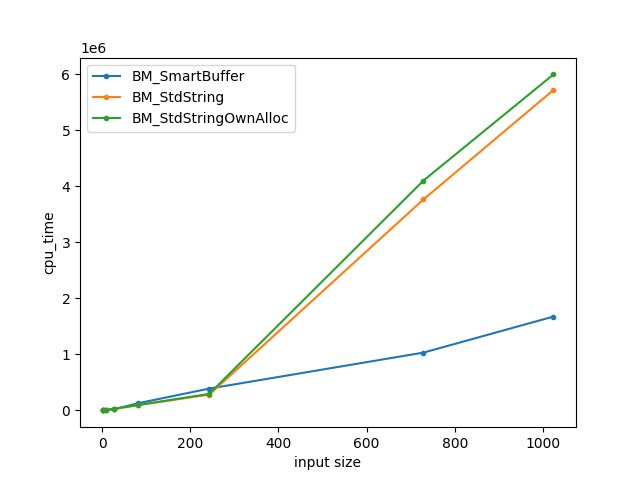 1e6
BM_SmartBuffer
BM_StdString
BM_StdStringOwnAlloc
6
5
4
3
2
1
0
cpu_time
0 200 400 600 800 1000
input size